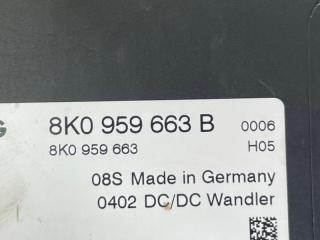 G
8K0 959 663 B 0006
8K0 959 663 H05
08S Made in Germany
0402 DC/DC Wandler